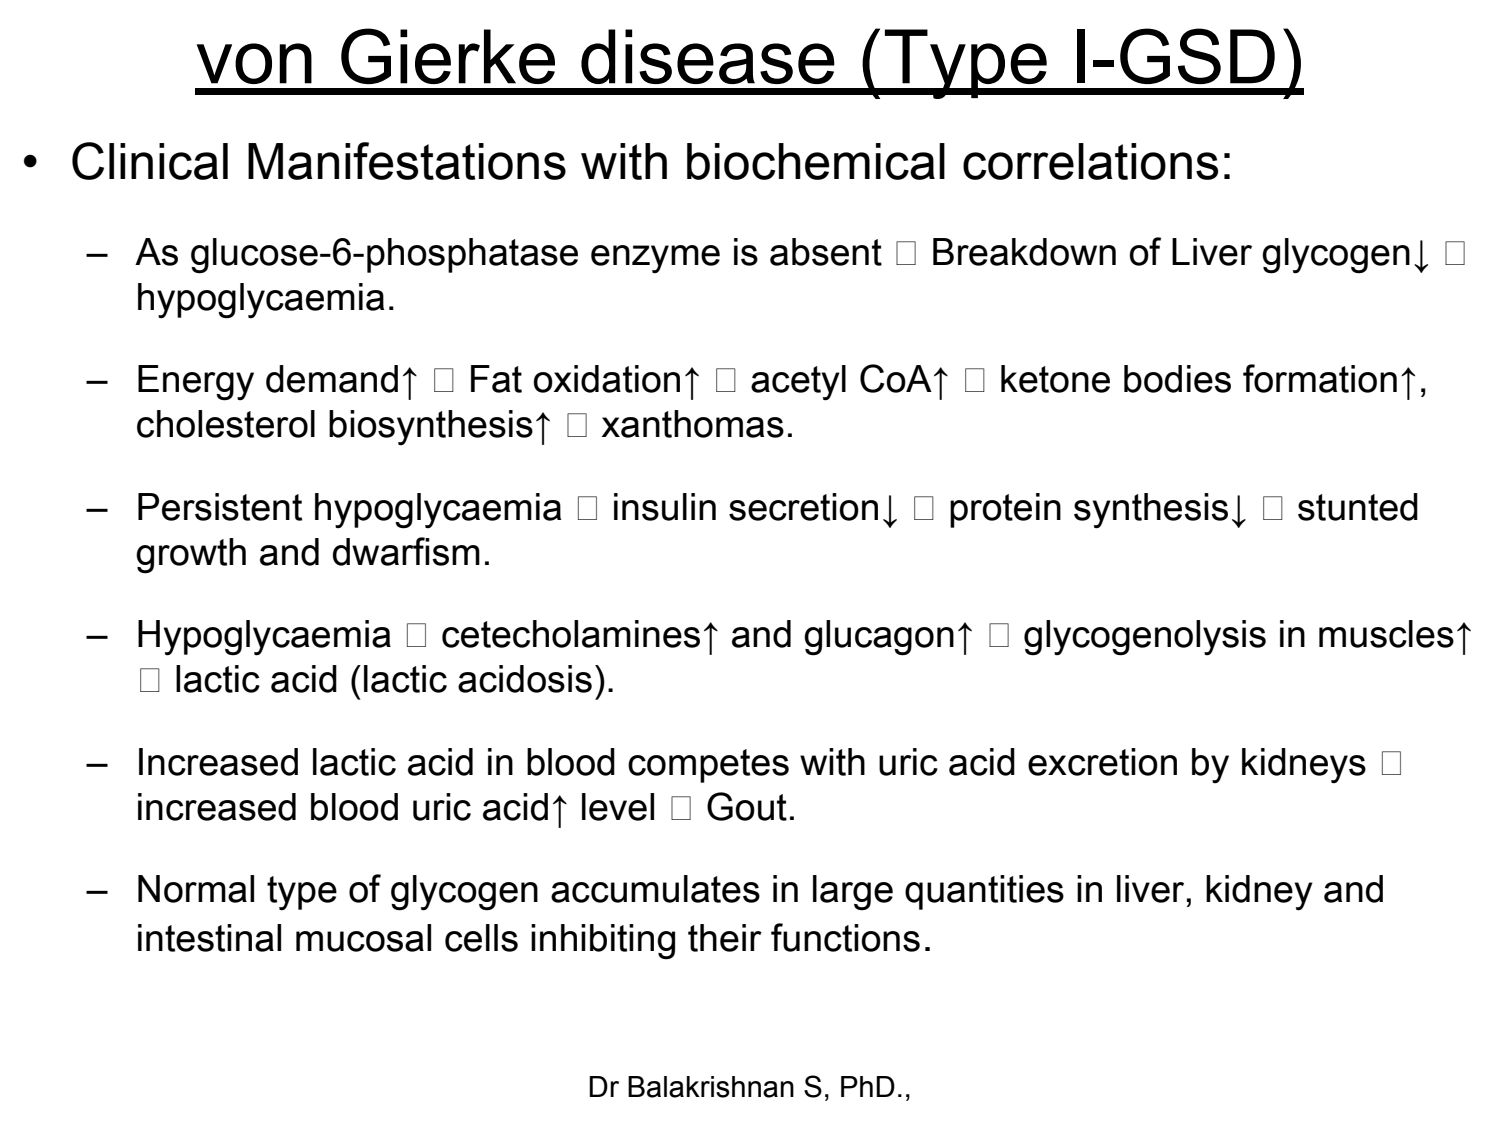 von Gierke disease (Type I-GSD)
• Clinical Manifestations with biochemical correlations:
– As glucose-6-phosphatase enzyme is absent □ Breakdown of Liver glycogen↓ □
hypoglycaemia.
– Energy demand↑ □ Fat oxidation↑ □ acetyl CoA↑ □ ketone bodies formation↑,
cholesterol biosynthesis↑ □ xanthomas.
– Persistent hypoglycaemia □ insulin secretion↓ □ protein synthesis↓ □ stunted
growth and dwarfism.
– Hypoglycaemia □ cetecholamines↑ and glucagon↑ □ glycogenolysis in muscles↑
□ lactic acid (lactic acidosis).
– Increased lactic acid in blood competes with uric acid excretion by kidneys □
increased blood uric acid↑ level □ Gout.
– Normal type of glycogen accumulates in large quantities in liver, kidney and
intestinal mucosal cells inhibiting their functions.
Dr Balakrishnan S, PhD.,